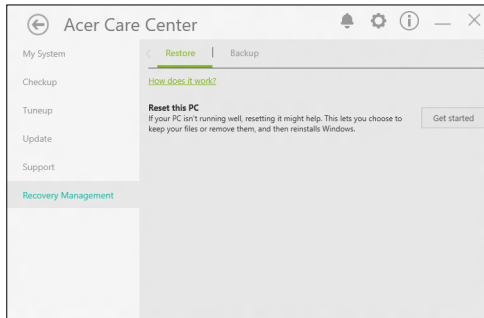 Acer Care Center
My System
Restore | Backup
Checkup
How does it work?
Tuneup
Reset this PC
If your PC isn't running well, resetting it might help. This lets you choose to
keep your files or remove them, and then reinstalls Windows.
Get started
Update
Support
Recovery Management